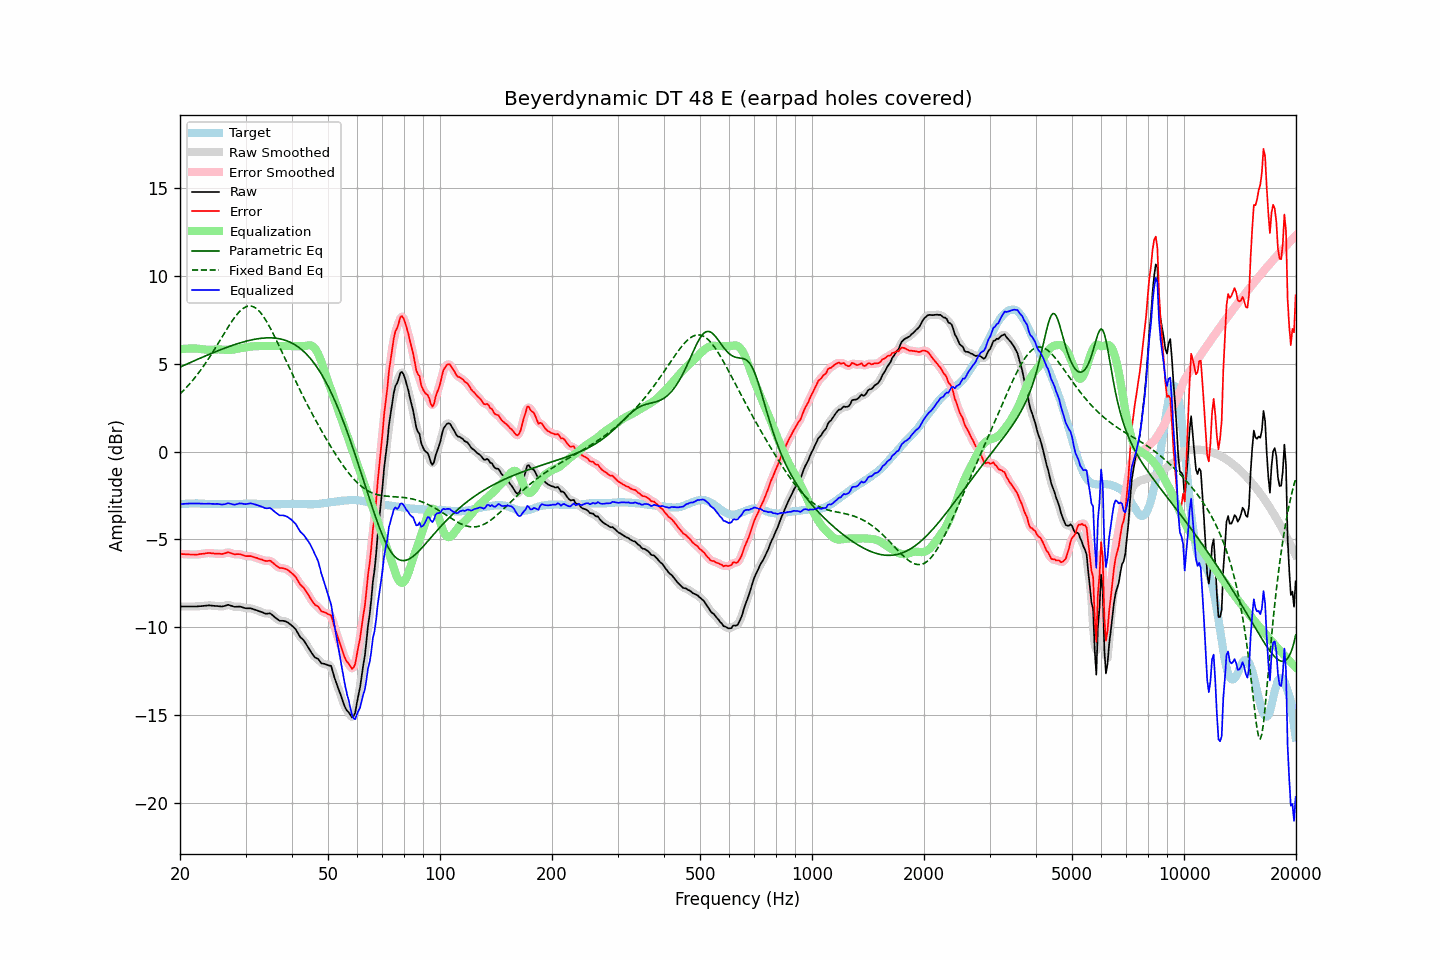 Beyerdynamic DT 48 E (earpad holes covered)
Target
Raw Smoothed
Error Smoothed
Raw
Error
Equalization
Parametric Eq
Fixed Band Eq
Equalized
15
10
5
0
−5
−10
−15
−20
Amplitude (dBr)
20
50
100
200
500
1000
2000
5000
10000
20000
Frequency (Hz)